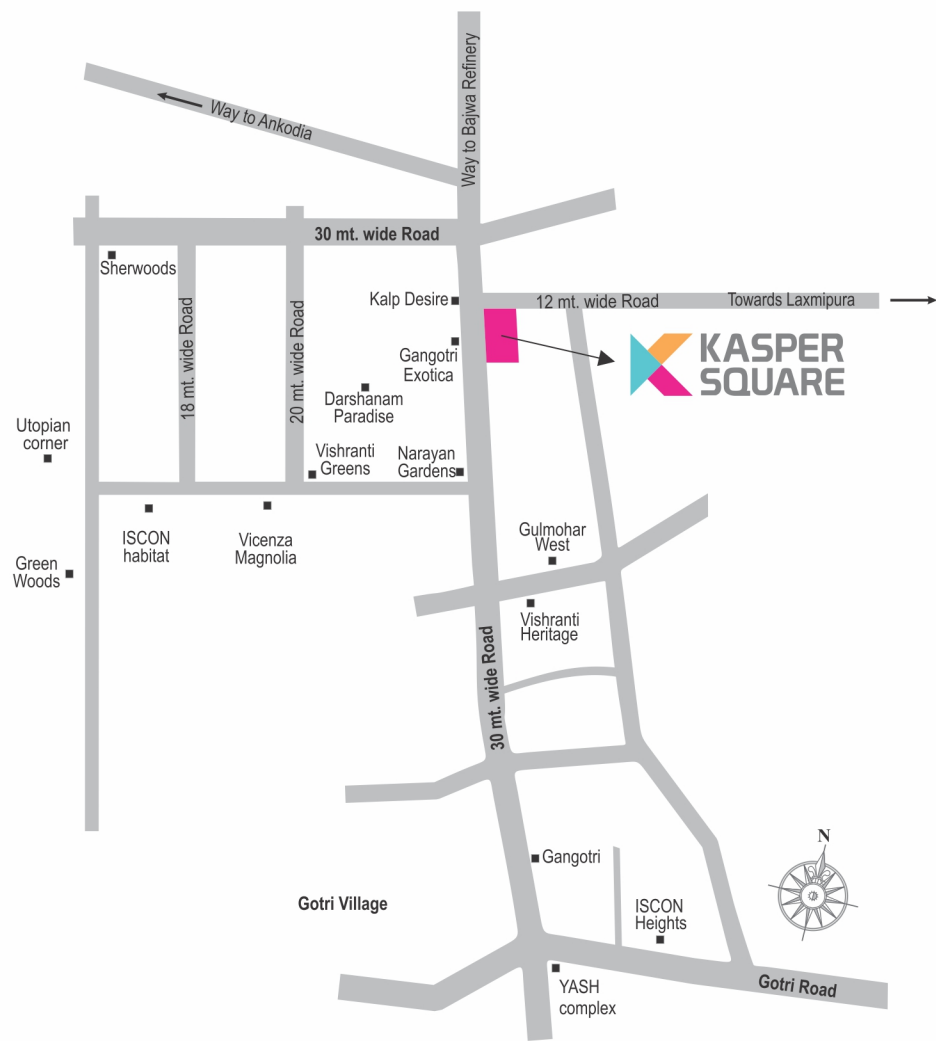 Way to Bajwa Refinery
Way to Ankodia
30 mt. wide Road
Sherwoods
Kalp Desire
12 mt. wide Road
Towards Laxmipura
18 mt. wide Road
20 mt. wide Road
Gangotri
Exotica
KASPER
SQUARE
Darshanam
Paradise
Utopian
corner
Vishranti
Greens
Narayan
Gardens
ISCON
habitat
Vicenza
Magnolia
Gulmohar
West
Green
Woods
Vishranti
Heritage
30 mt. wide Road
N
Gangotri
Gotri Village
ISCON
Heights
YASH
complex
Gotri Road